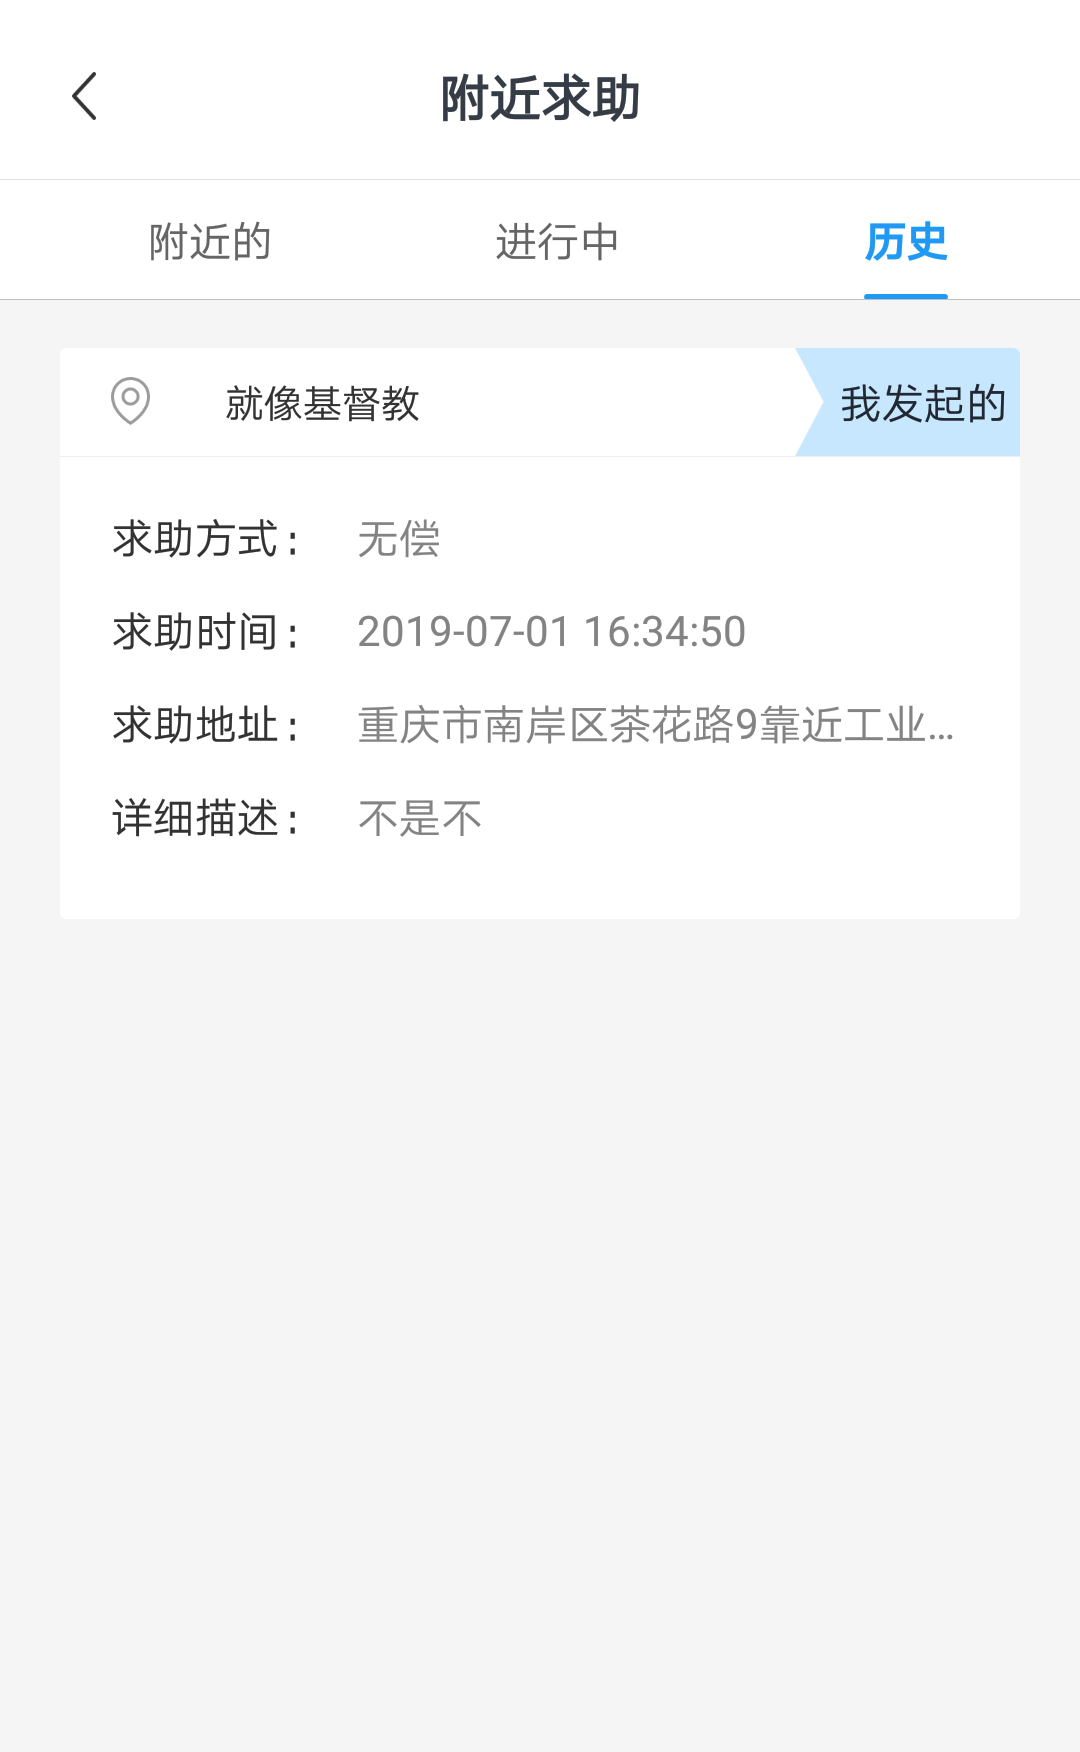 附近求助
附近的 进行中 历史
就像基督教 我发起的
求助方式: 无偿
求助时间: 2019-07-01 16:34:50
求助地址: 重庆市南岸区茶花路9靠近工业...
详细描述: 不是不